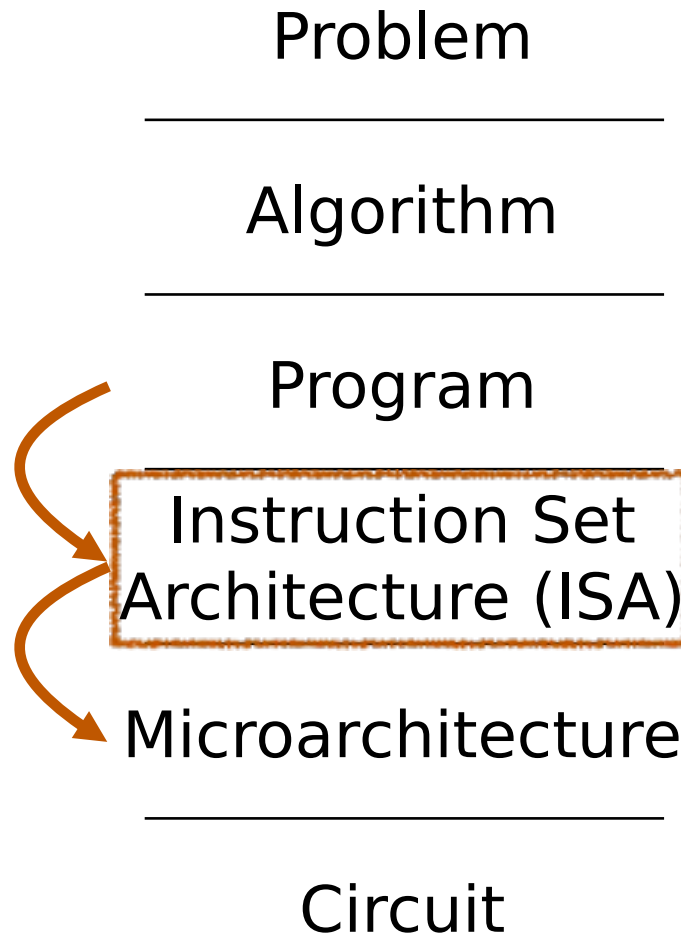 Problem
Algorithm
Program
Instruction Set
Architecture (ISA)
Microarchitecture
Circuit